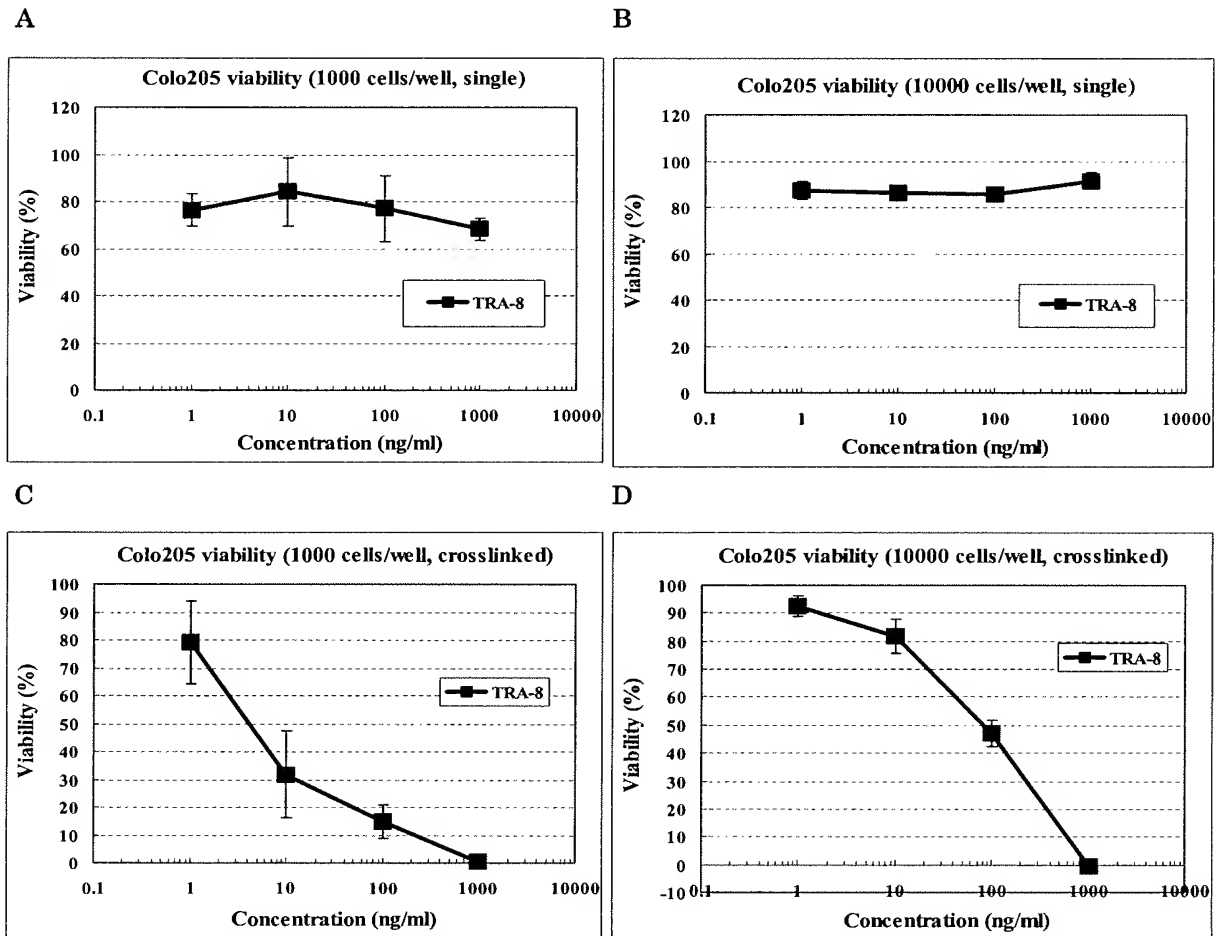 A
Colo205 viability (1000 cells/well, single)
120
100
80
60
40
20
0
Viability (%)
TRA-8
0.1 1 10 100 1000 10000
Concentration (ng/ml)
B
Colo205 viability (10000 cells/well, single)
120
100
80
60
40
20
0
Viability (%)
TRA-8
0.1 1 10 100 1000 10000
Concentration (ng/ml)
C
Colo205 viability (1000 cells/well, crosslinked)
100
90
80
70
60
50
40
30
20
10
0
Viability (%)
TRA-8
0.1 1 10 100 1000 10000
Concentration (ng/ml)
D
Colo205 viability (10000 cells/well, crosslinked)
100
90
80
70
60
50
40
30
20
10
0
-10
Viability (%)
TRA-8
0.1 1 10 100 1000 10000
Concentration (ng/ml)